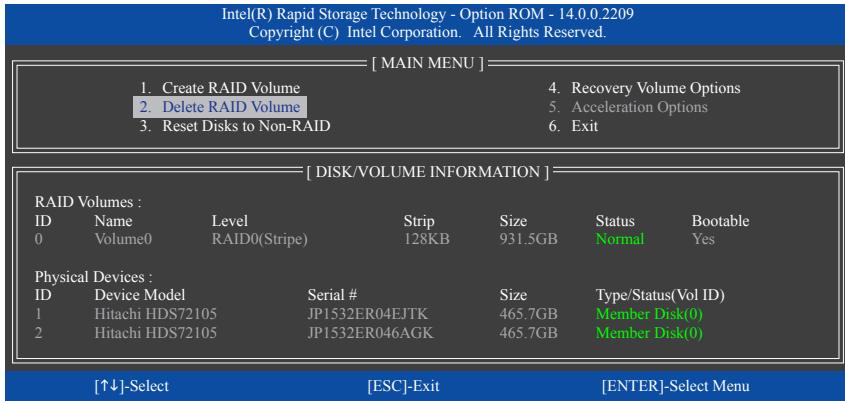 Intel(R) Rapid Storage Technology - Option ROM - 14.0.0.2209
Copyright (C) Intel Corporation. All Rights Reserved.
[ MAIN MENU ]
1. Create RAID Volume 4. Recovery Volume Options
2. Delete RAID Volume 5. Acceleration Options
3. Reset Disks to Non-RAID 6. Exit
[ DISK/VOLUME INFORMATION ]
RAID Volumes :
ID Name Level Strip Size Status Bootable
0 Volume0 RAID0(Stripe) 128KB 931.5GB Normal Yes
Physical Devices :
ID Device Model Serial # Size Type/Status(Vol ID)
1 Hitachi HDS72105 JP1532ER04EJTK 465.7GB Member Disk(0)
2 Hitachi HDS72105 JP1532ER046AGK 465.7GB Member Disk(0)
[↑↓]-Select [ESC]-Exit [ENTER]-Select Menu